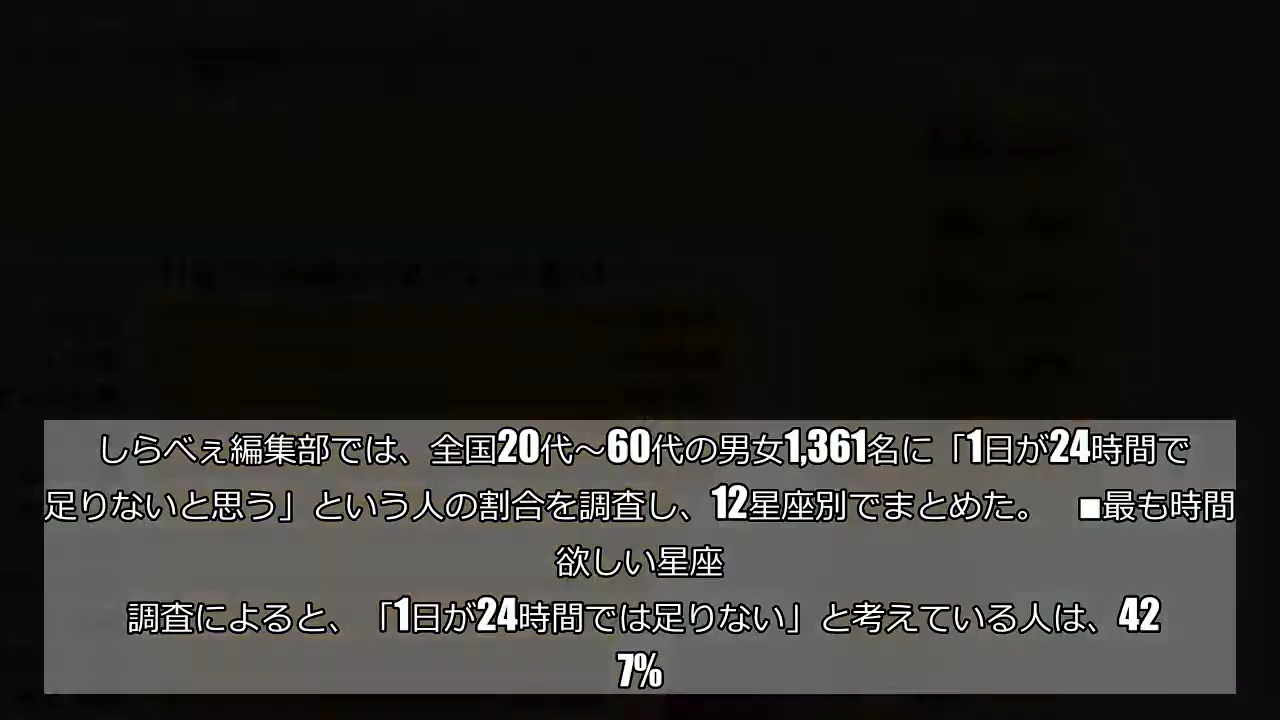 しらべぇ編集部では、全国20代～60代の男女1,361名に「1日が24時間で
足りないと思う」という人の割合を調査し、12星座別でまとめた。　■最も時間
欲しい星座
調査によると、「1日が24時間では足りない」と考えている人は、42
7%